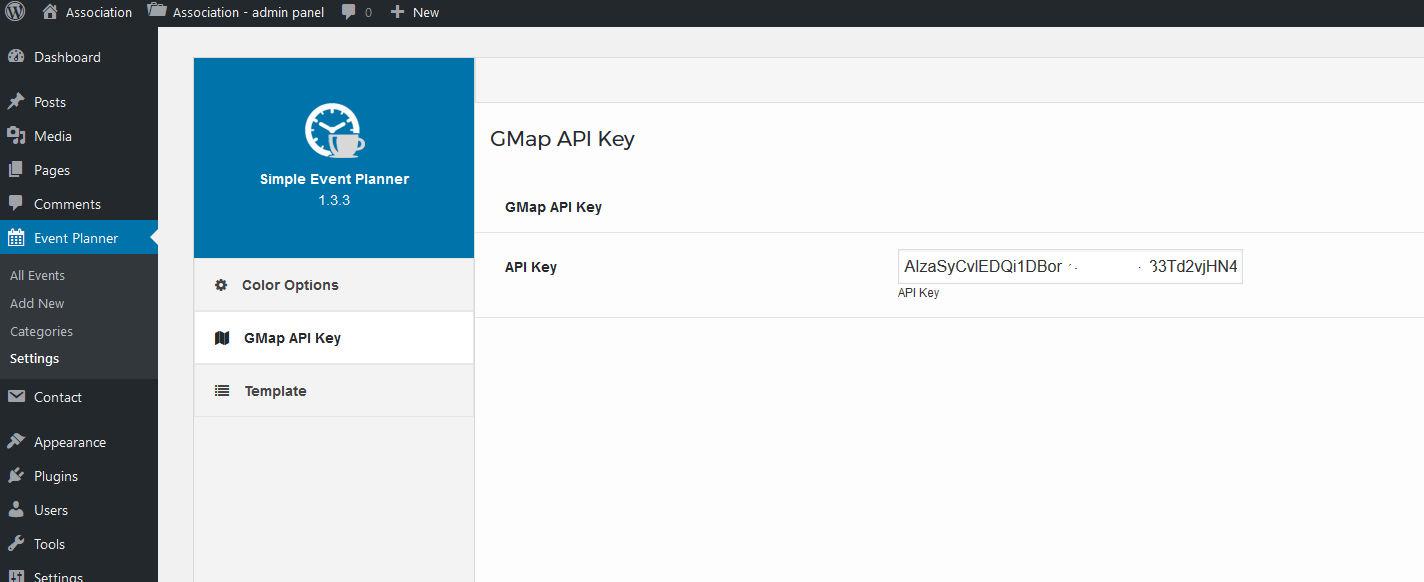 Association
Association - admin panel
0
New
Dashboard
Posts
Media
Pages
Comments
Event Planner
All Events
Add New
Categories
Settings
Contact
Appearance
Plugins
Users
Tools
Settings
Simple Event Planner
1.3.3
Color Options
GMap API Key
Template
GMap API Key
GMap API Key
API Key
AIzaSyCvIEDQi1DBor 33Td2vjHN4
API Key